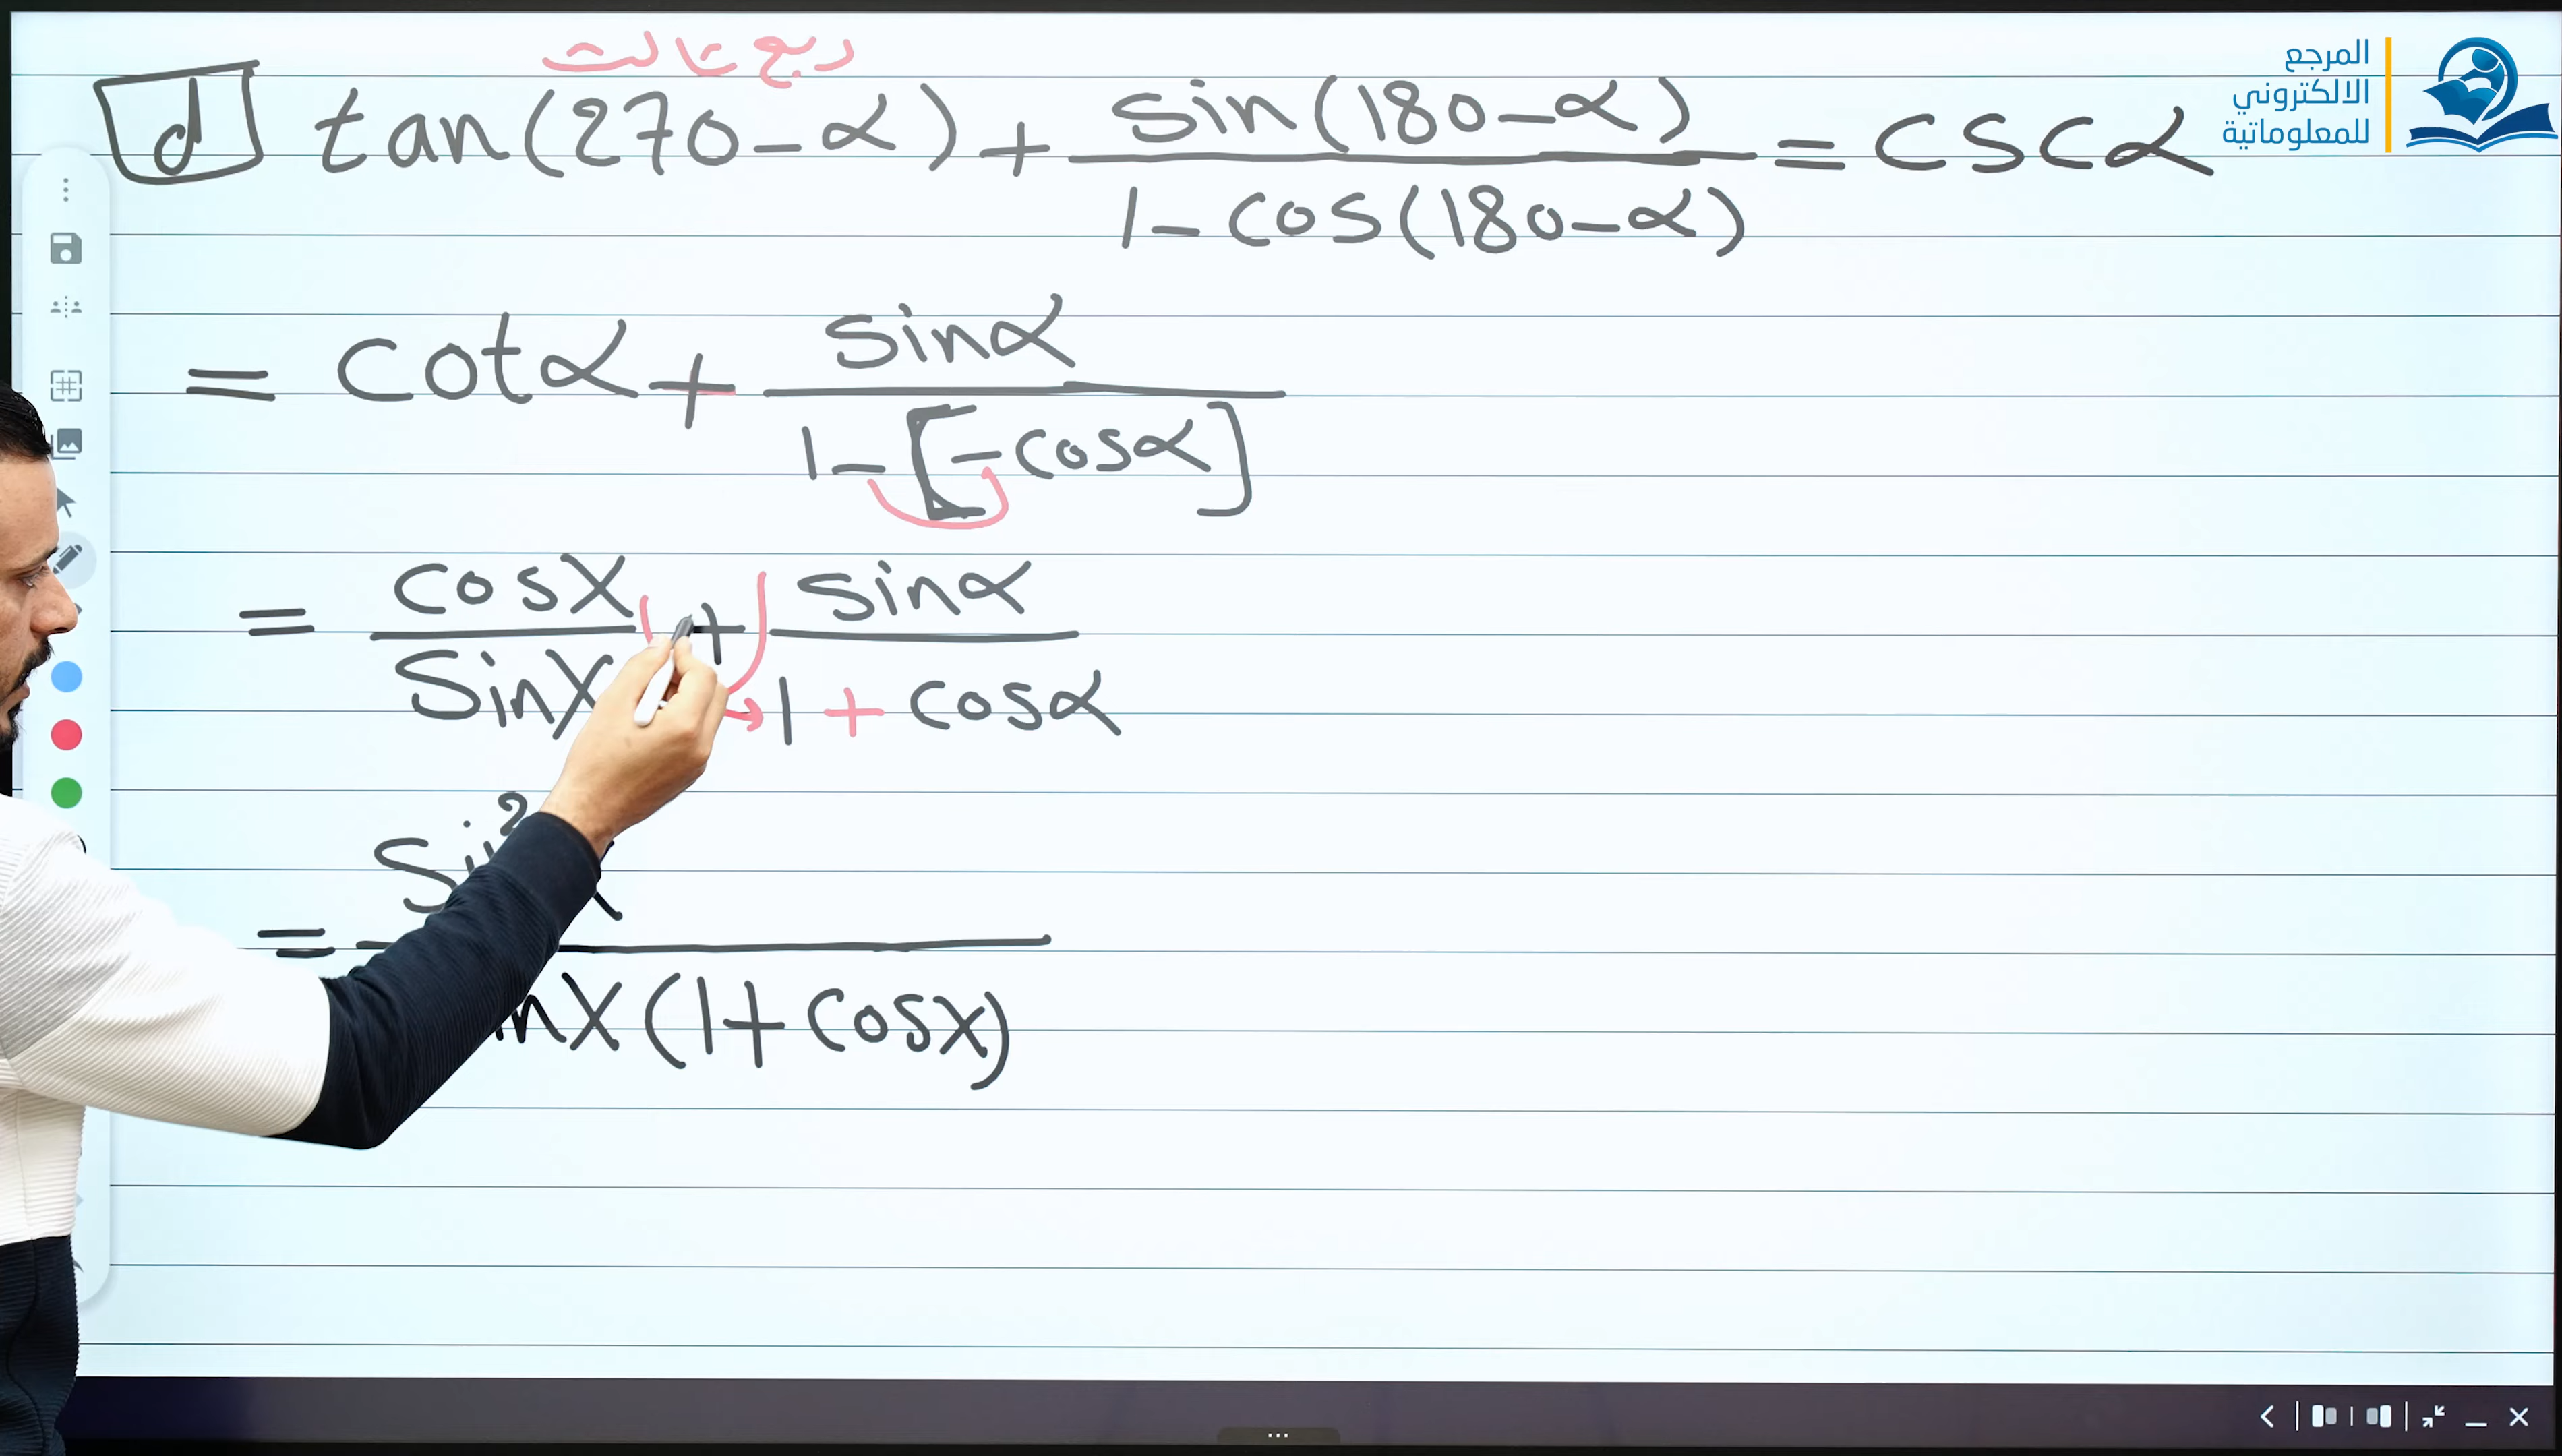 ربع ثالث
المرجع
الالكتروني
للمعلوماتية
d tan(270-α) + sin(180-α) / 1-cos(180-α) = cscα
= cotα + sinα / 1-[-cosα]
= cosx / sinx + sinα / 1 + cosα
= / (1+cosx)